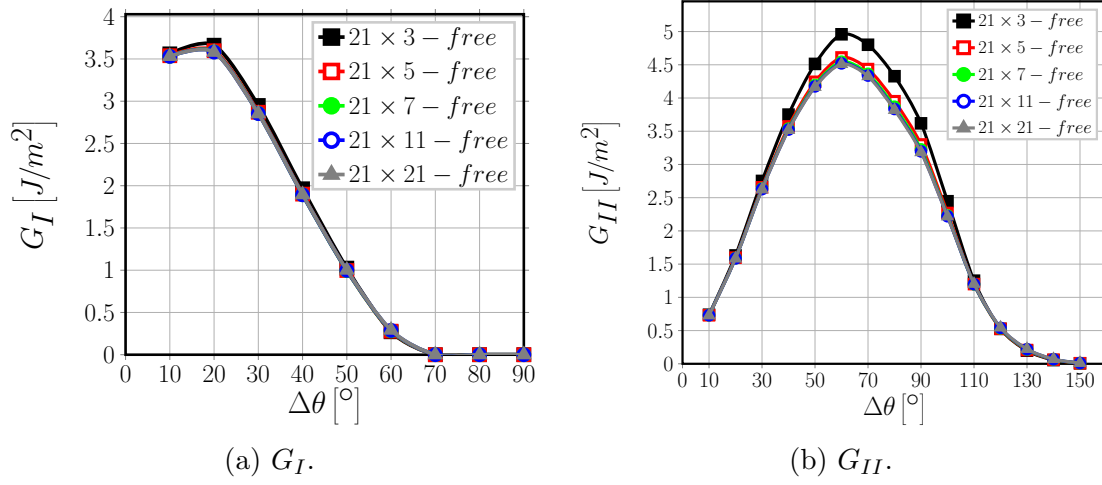 4
3.5
3
2.5
2
1.5
1
0.5
0
G_I [J/m^2]
0 10 20 30 40 50 60 70 80 90
Δθ [°]
21 × 3 − free
21 × 5 − free
21 × 7 − free
21 × 11 − free
21 × 21 − free
(a) G_I.
5
4.5
4
3.5
3
2.5
2
1.5
1
0.5
0
G_{II} [J/m^2]
0 10 30 50 70 90 110 130 150
Δθ [°]
21 × 3 − free
21 × 5 − free
21 × 7 − free
21 × 11 − free
21 × 21 − free
(b) G_{II}.